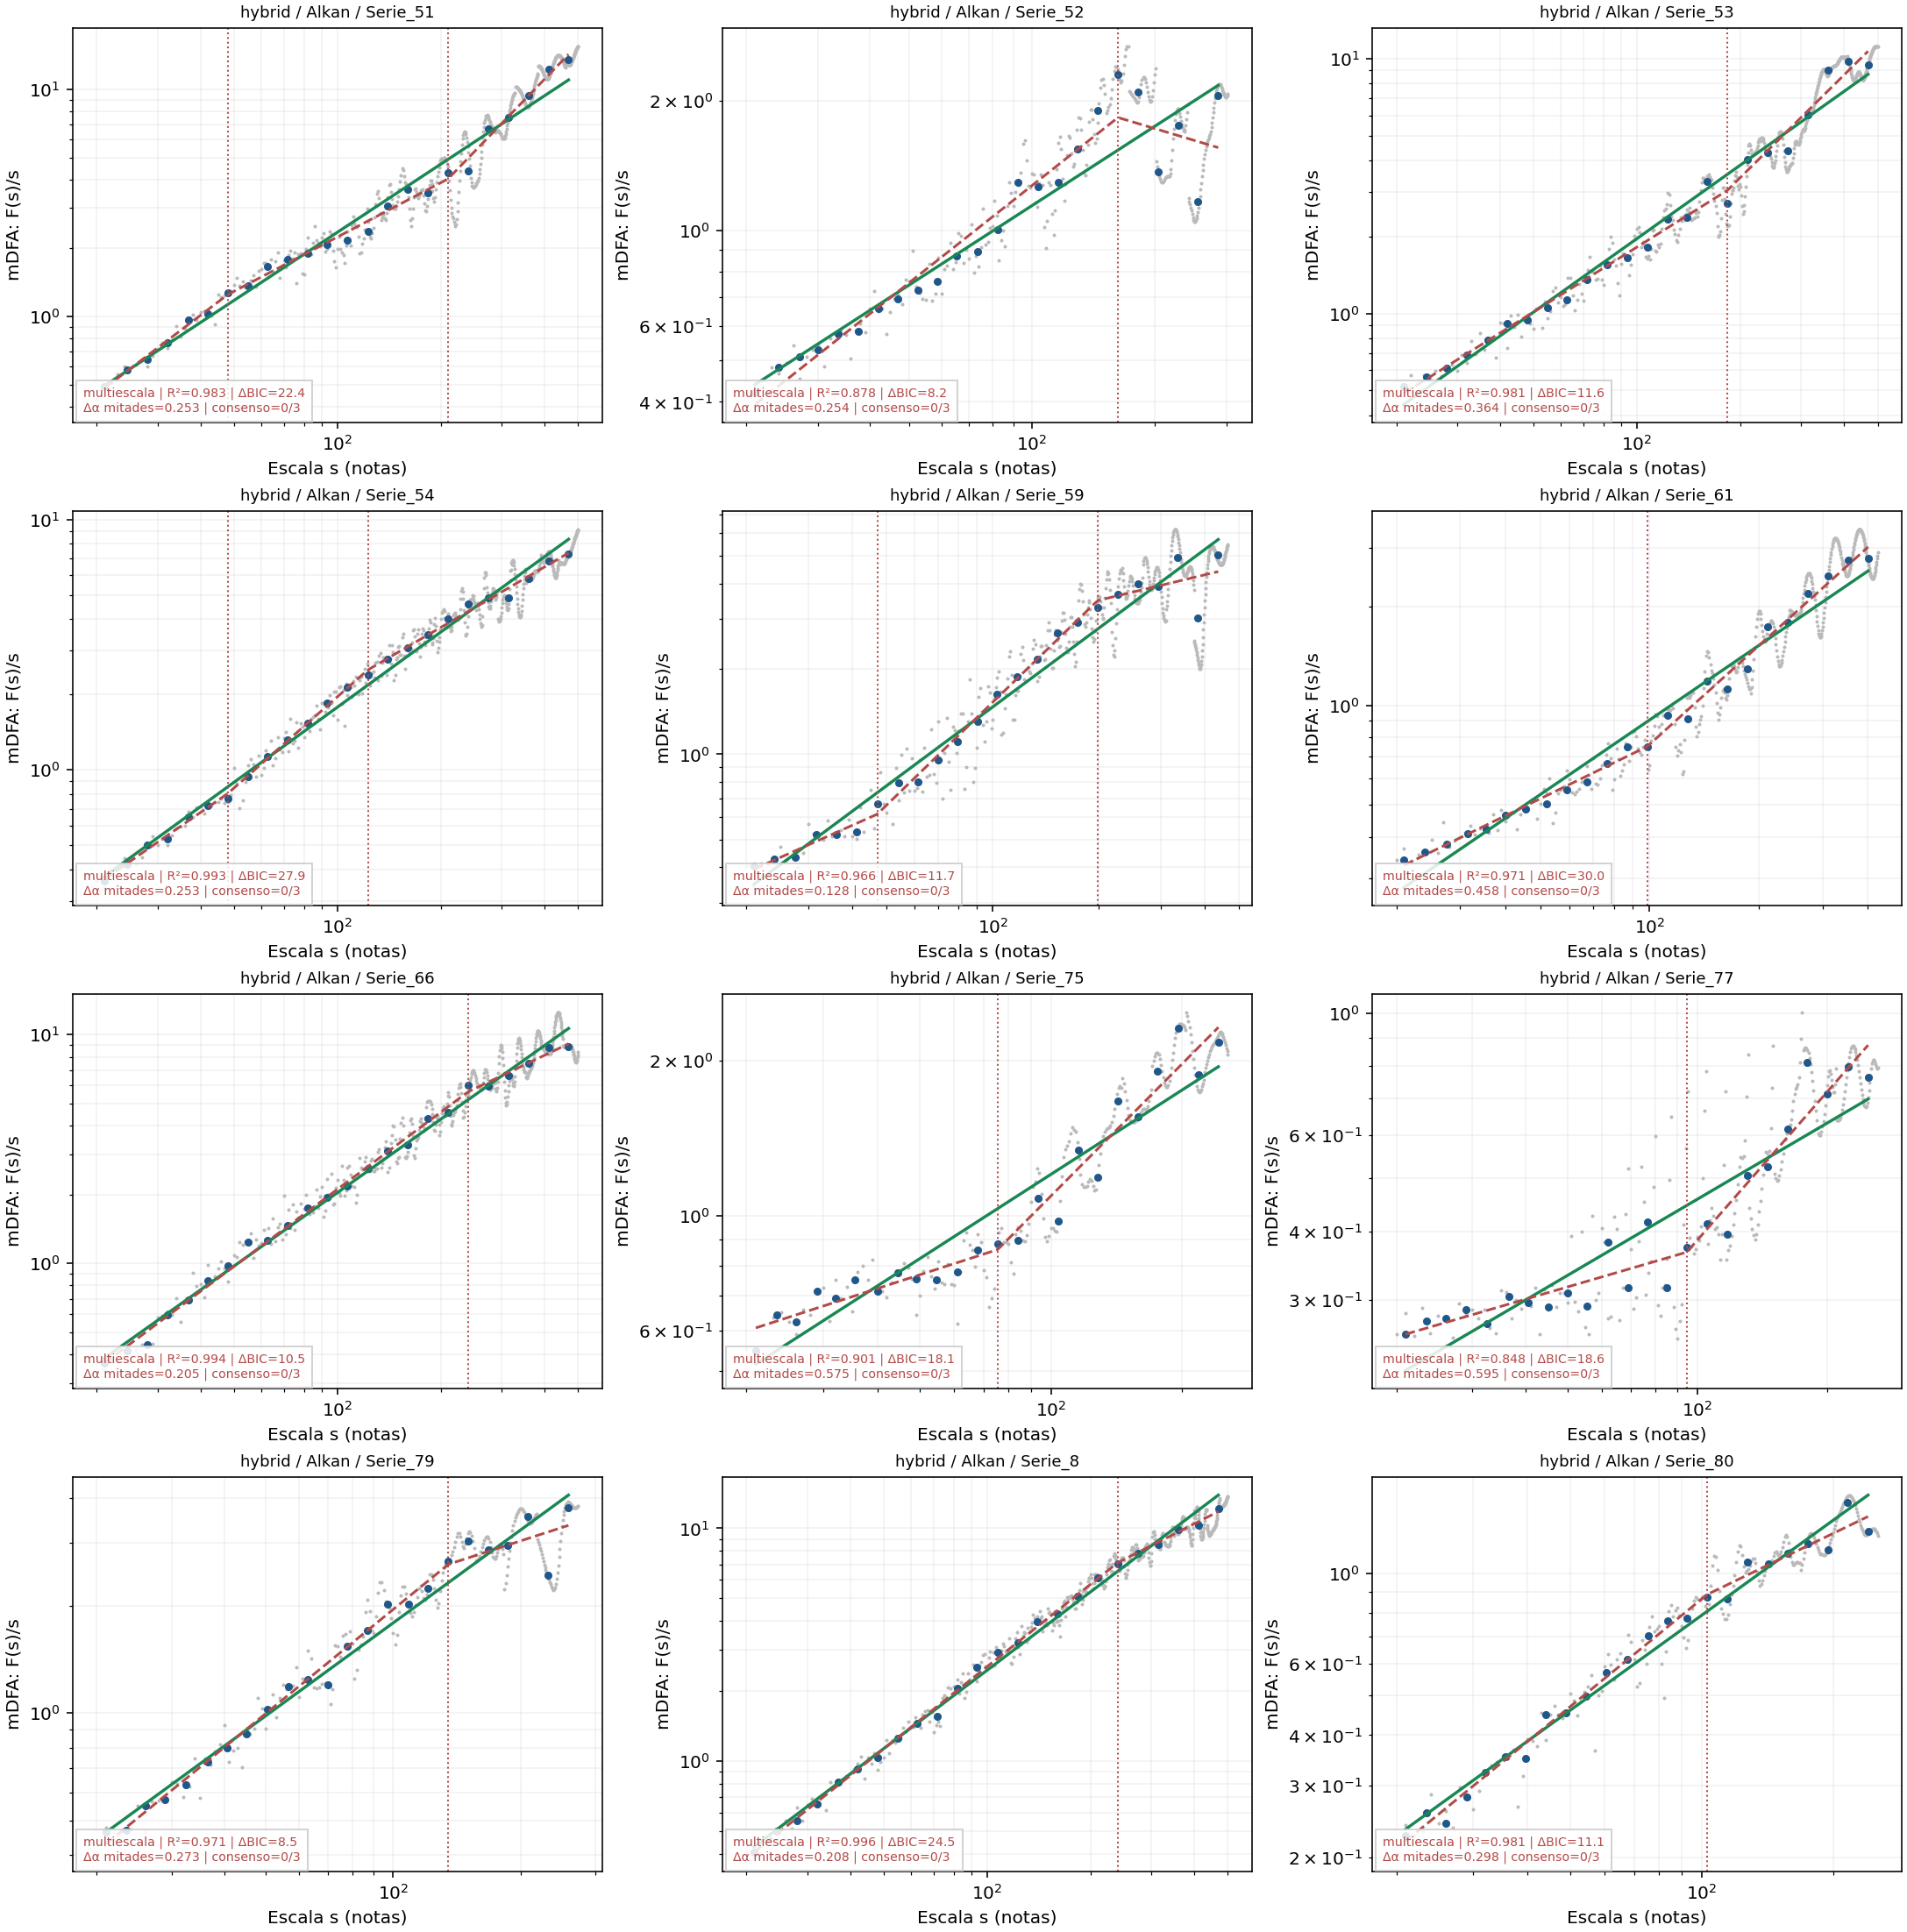 hybrid / Alkan / Serie_51
mDFA: F(s)/s
10¹
10⁰
multiescala | R²=0.983 | ΔBIC=22.4
Δα mitades=0.253 | consenso=0/3
10²
Escala s (notas)
hybrid / Alkan / Serie_52
mDFA: F(s)/s
2 × 10⁰
10⁰
6 × 10⁻¹
4 × 10⁻¹
multiescala | R²=0.878 | ΔBIC=8.2
Δα mitades=0.254 | consenso=0/3
10²
Escala s (notas)
hybrid / Alkan / Serie_53
mDFA: F(s)/s
10¹
10⁰
multiescala | R²=0.981 | ΔBIC=11.6
Δα mitades=0.364 | consenso=0/3
10²
Escala s (notas)
hybrid / Alkan / Serie_54
mDFA: F(s)/s
10¹
10⁰
multiescala | R²=0.993 | ΔBIC=27.9
Δα mitades=0.253 | consenso=0/3
10²
Escala s (notas)
hybrid / Alkan / Serie_59
mDFA: F(s)/s
10⁰
multiescala | R²=0.966 | ΔBIC=11.7
Δα mitades=0.128 | consenso=0/3
10²
Escala s (notas)
hybrid / Alkan / Serie_61
mDFA: F(s)/s
10⁰
multiescala | R²=0.971 | ΔBIC=30.0
Δα mitades=0.458 | consenso=0/3
10²
Escala s (notas)
hybrid / Alkan / Serie_66
mDFA: F(s)/s
10¹
10⁰
multiescala | R²=0.994 | ΔBIC=10.5
Δα mitades=0.205 | consenso=0/3
10²
Escala s (notas)
hybrid / Alkan / Serie_75
mDFA: F(s)/s
2 × 10⁰
10⁰
6 × 10⁻¹
multiescala | R²=0.901 | ΔBIC=18.1
Δα mitades=0.575 | consenso=0/3
10²
Escala s (notas)
hybrid / Alkan / Serie_77
mDFA: F(s)/s
10⁰
6 × 10⁻¹
4 × 10⁻¹
3 × 10⁻¹
multiescala | R²=0.848 | ΔBIC=18.6
Δα mitades=0.595 | consenso=0/3
10²
Escala s (notas)
hybrid / Alkan / Serie_79
mDFA: F(s)/s
10⁰
multiescala | R²=0.971 | ΔBIC=8.5
Δα mitades=0.273 | consenso=0/3
10²
Escala s (notas)
hybrid / Alkan / Serie_8
mDFA: F(s)/s
10¹
10⁰
multiescala | R²=0.996 | ΔBIC=24.5
Δα mitades=0.208 | consenso=0/3
10²
Escala s (notas)
hybrid / Alkan / Serie_80
mDFA: F(s)/s
10⁰
6 × 10⁻¹
4 × 10⁻¹
3 × 10⁻¹
2 × 10⁻¹
multiescala | R²=0.981 | ΔBIC=11.1
Δα mitades=0.298 | consenso=0/3
10²
Escala s (notas)